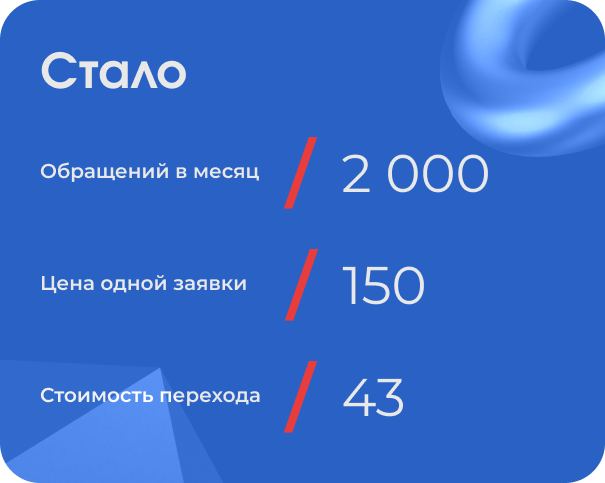 Стало
Обращений в месяц / 2 000
Цена одной заявки / 150
Стоимость перехода / 43